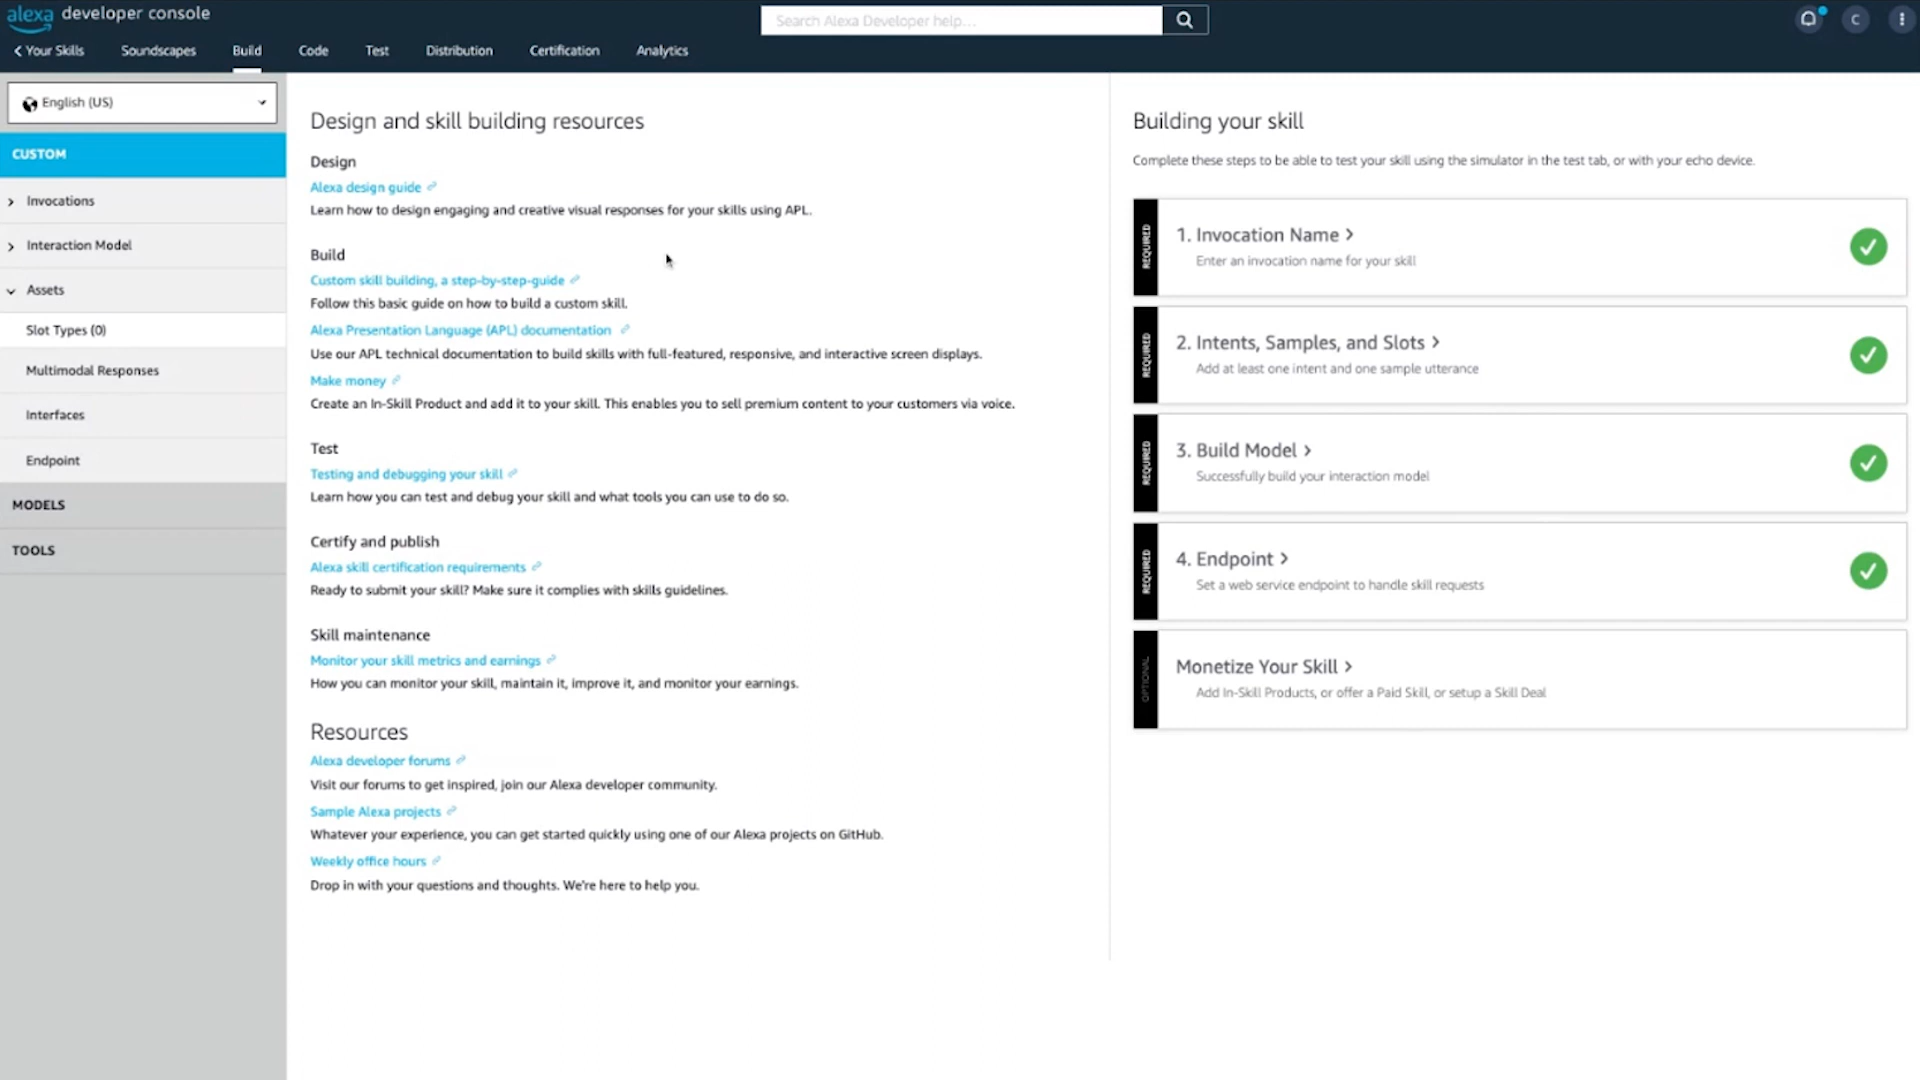 alexa developer console
Search Alexa Developer help...
C
Your Skills
Soundscapes
Build
Code
Test
Distribution
Certification
Analytics
English (US)
CUSTOM
Invocations
Interaction Model
Assets
Slot Types (0)
Multimodal Responses
Interfaces
Endpoint
MODELS
TOOLS
Design and skill building resources
Design
Alexa design guide
Learn how to design engaging and creative visual responses for your skills using APL.
Build
Custom skill building, a step-by-step-guide
Follow this basic guide on how to build a custom skill.
Alexa Presentation Language (APL) documentation
Use our APL technical documentation to build skills with full-featured, responsive, and interactive screen displays.
Make money
Create an In-Skill Product and add it to your skill. This enables you to sell premium content to your customers via voice.
Test
Testing and debugging your skill
Learn how you can test and debug your skill and what tools you can use to do so.
Certify and publish
Alexa skill certification requirements
Ready to submit your skill? Make sure it complies with skills guidelines.
Skill maintenance
Monitor your skill metrics and earnings
How you can monitor your skill, maintain it, improve it, and monitor your earnings.
Resources
Alexa developer forums
Visit our forums to get inspired, join our Alexa developer community.
Sample Alexa projects
Whatever your experience, you can get started quickly using one of our Alexa projects on GitHub.
Weekly office hours
Drop in with your questions and thoughts. We're here to help you.
Building your skill
Complete these steps to be able to test your skill using the simulator in the test tab, or with your echo device.
REQUIRED
1. Invocation Name
Enter an invocation name for your skill
REQUIRED
2. Intents, Samples, and Slots
Add at least one intent and one sample utterance
REQUIRED
3. Build Model
Successfully build your interaction model
REQUIRED
4. Endpoint
Set a web service endpoint to handle skill requests
OPTIONAL
Monetize Your Skill
Add In-Skill Products, or offer a Paid Skill, or setup a Skill Deal